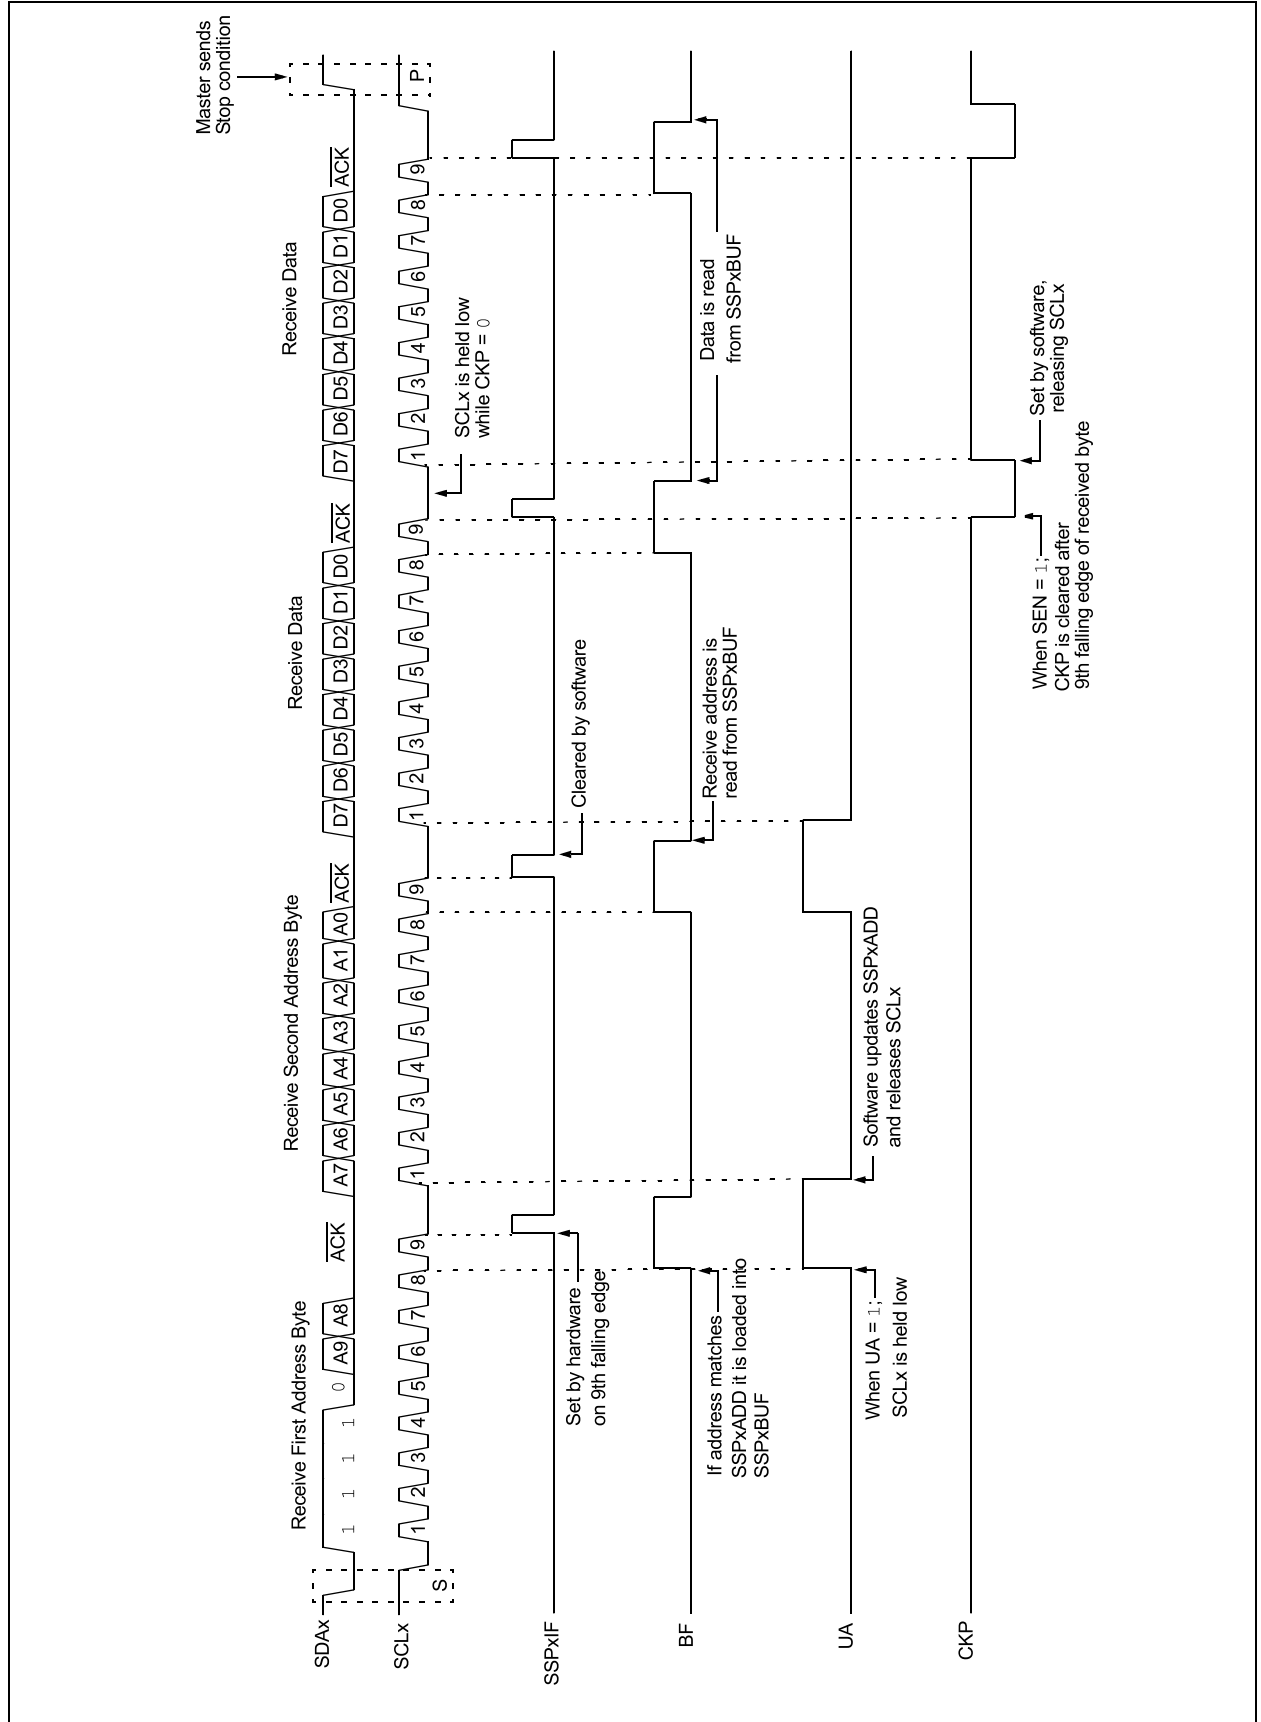 Master sends
Stop condition
Receive First Address Byte
Receive Second Address Byte
Receive Data
Receive Data
SDAx
1 1 1 1 0 A9 A8 ACK
A7 A6 A5 A4 A3 A2 A1 A0 ACK
D7 D6 D5 D4 D3 D2 D1 D0 ACK
D7 D6 D5 D4 D3 D2 D1 D0 ACK
SCLx
S
1 2 3 4 5 6 7 8 9
1 2 3 4 5 6 7 8 9
1 2 3 4 5 6 7 8 9
1 2 3 4 5 6 7 8 9
P
SCLx is held low
while CKP = 0
SSPxIF
Set by hardware
on 9th falling edge
Cleared by software
BF
If address matches
SSPxADD it is loaded into
SSPxBUF
Receive address is
read from SSPxBUF
Data is read
from SSPxBUF
UA
When UA = 1;
SCLx is held low
Software updates SSPxADD
and releases SCLx
CKP
When SEN = 1;
CKP is cleared after
9th falling edge of received byte
Set by software,
releasing SCLx